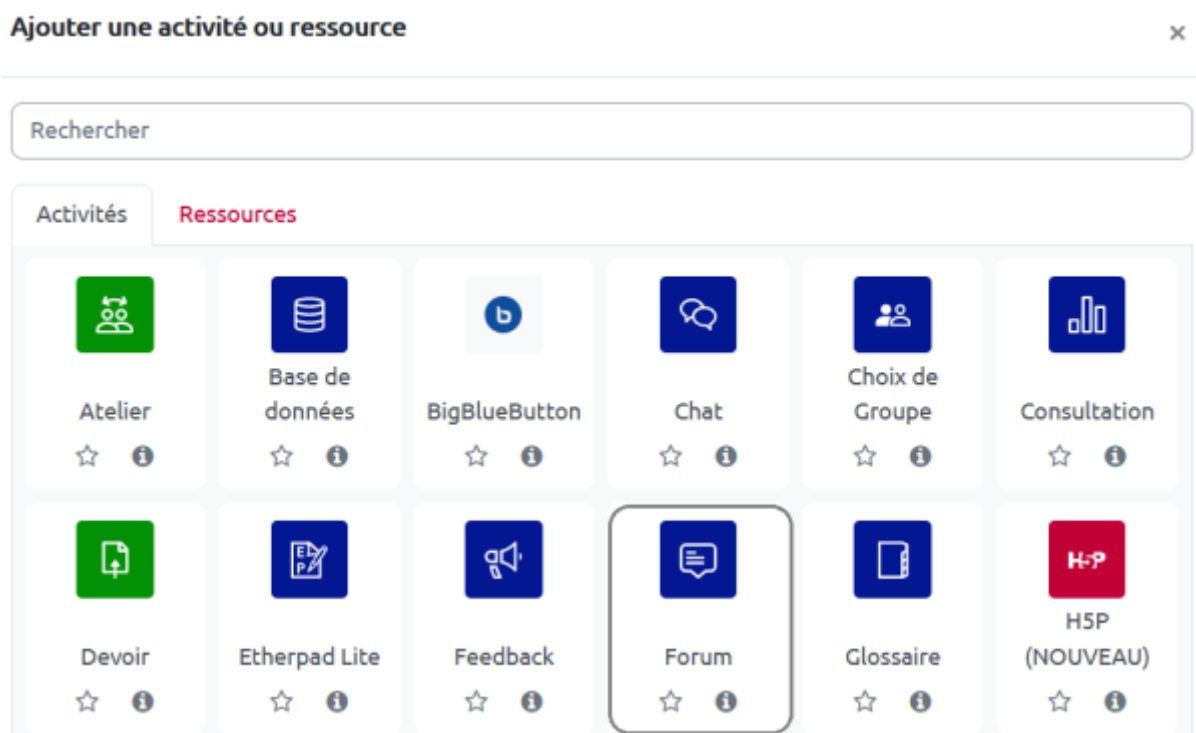 Ajouter une activité ou ressource
×
Rechercher
Activités
Ressources
b
Atelier
Base de
données
BigBlueButton
Chat
Choix de
Groupe
Consultation
E
P
H-P
Devoir
Etherpad Lite
Feedback
Forum
Glossaire
H5P
(NOUVEAU)